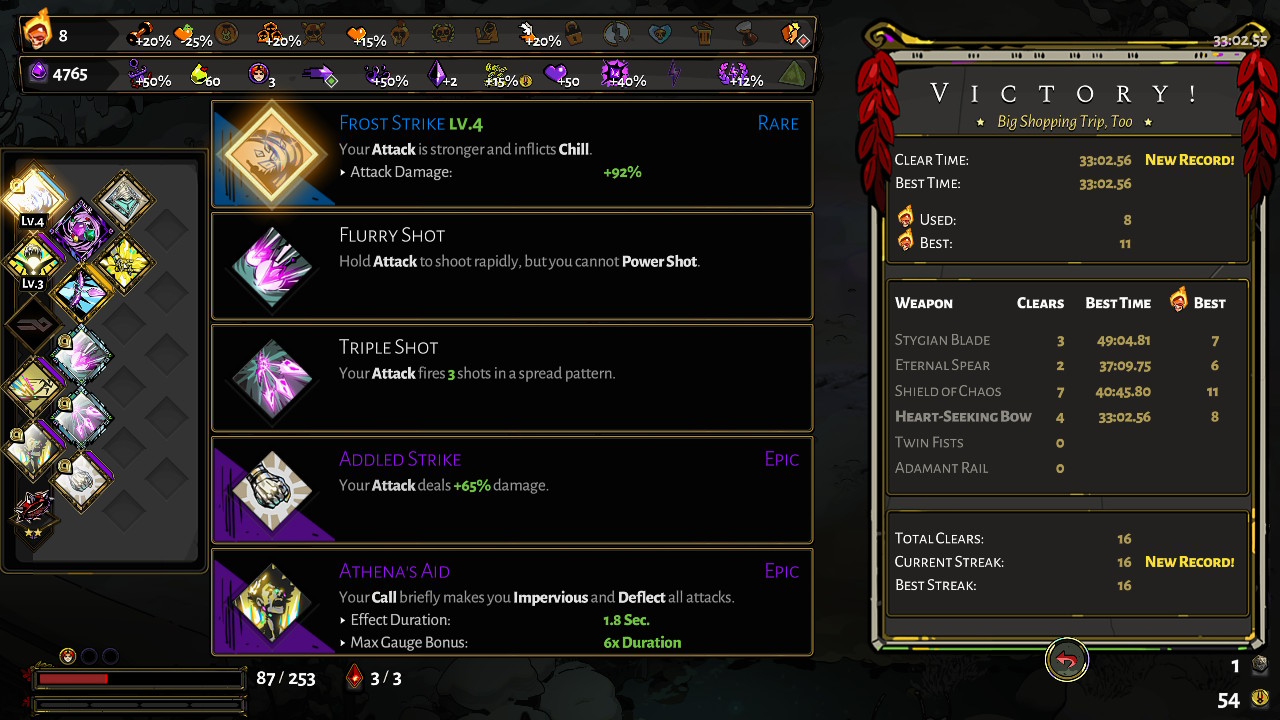 8
+20%
-25%
+20%
+15%
+20%
33:02.55
4765
+50%
60
3
+50%
+2
+15%
+50
+40%
+12%
Lv.4
Lv.3
FROST STRIKE LV.4
RARE
Your Attack is stronger and inflicts Chill.
Attack Damage: +92%
FLURRY SHOT
Hold Attack to shoot rapidly, but you cannot Power Shot.
TRIPLE SHOT
Your Attack fires 3 shots in a spread pattern.
ADDLED STRIKE
EPIC
Your Attack deals +65% damage.
ATHENA'S AID
EPIC
Your Call briefly makes you Impervious and Deflect all attacks.
Effect Duration: 1.8 Sec.
Max Gauge Bonus: 6x Duration
87 / 253
3 / 3
VICTORY!
Big Shopping Trip, Too
CLEAR TIME: 33:02.56 NEW RECORD!
BEST TIME: 33:02.56
USED: 8
BEST: 11
WEAPON CLEARS BEST TIME BEST
STYGIAN BLADE 3 49:04.81 7
ETERNAL SPEAR 2 37:09.75 6
SHIELD OF CHAOS 7 40:45.80 11
HEART-SEEKING BOW 4 33:02.56 8
TWIN FISTS 0
ADAMANT RAIL 0
TOTAL CLEARS: 16
CURRENT STREAK: 16 NEW RECORD!
BEST STREAK: 16
1
54